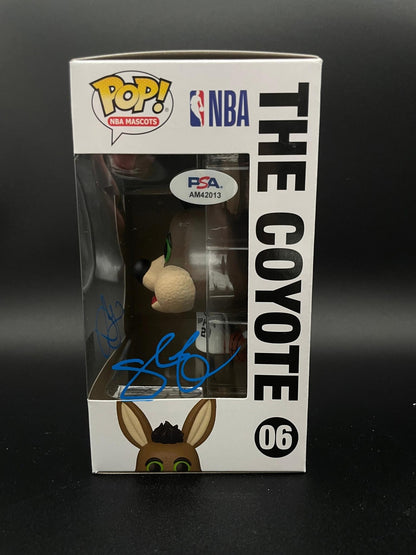 POP!
NBA MASCOTS
NBA
PSA
AM42013
THE COYOTE
06